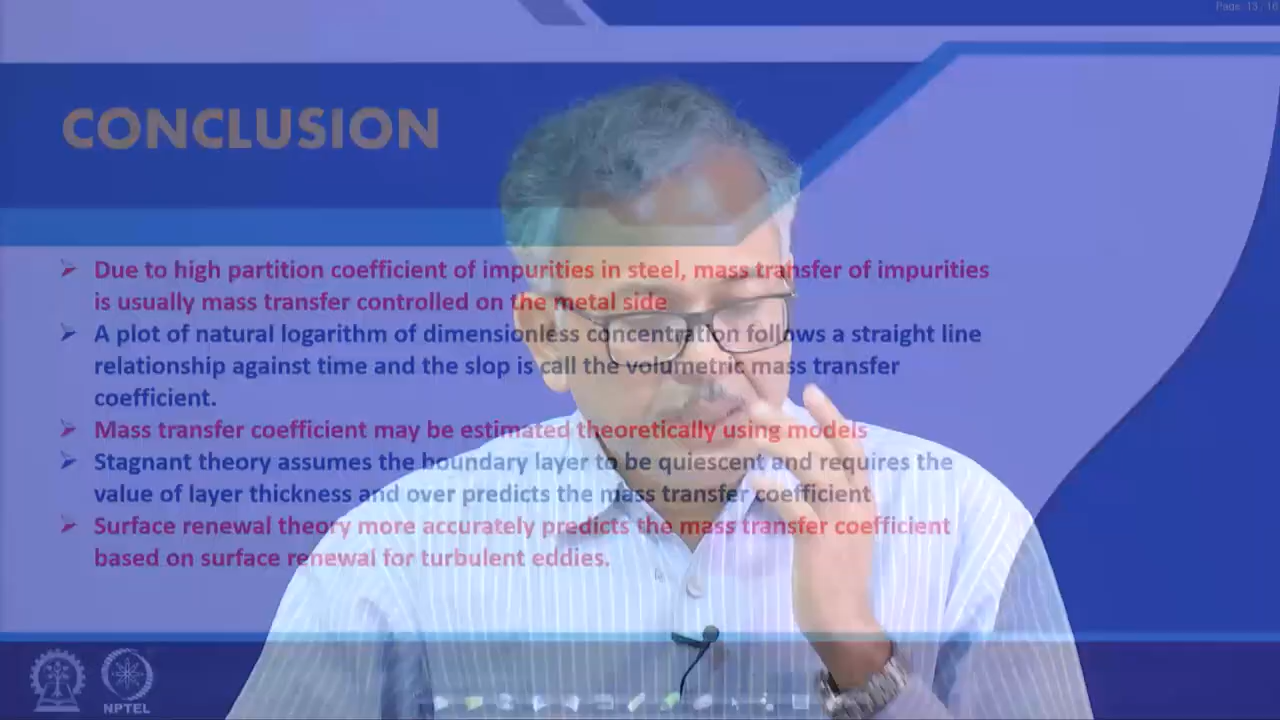 Page: 13 / 16
CONCLUSION
➢ Due to high partition coefficient of impurities in steel, mass transfer of impurities
is usually mass transfer controlled on the metal side
➢ A plot of natural logarithm of dimensionless concentration follows a straight line
relationship against time and the slop is call the volumetric mass transfer
coefficient.
➢ Mass transfer coefficient may be estimated theoretically using models
➢ Stagnant theory assumes the boundary layer to be quiescent and requires the
value of layer thickness and over predicts the mass transfer coefficient
➢ Surface renewal theory more accurately predicts the mass transfer coefficient
based on surface renewal for turbulent eddies.
NPTEL